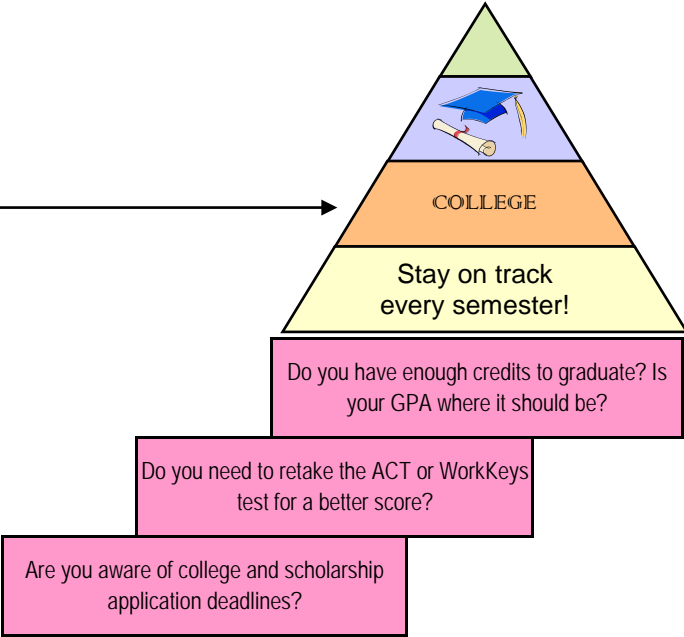 COLLEGE
Stay on track
every semester!
Do you have enough credits to graduate? Is
your GPA where it should be?
Do you need to retake the ACT or WorkKeys
test for a better score?
Are you aware of college and scholarship
application deadlines?